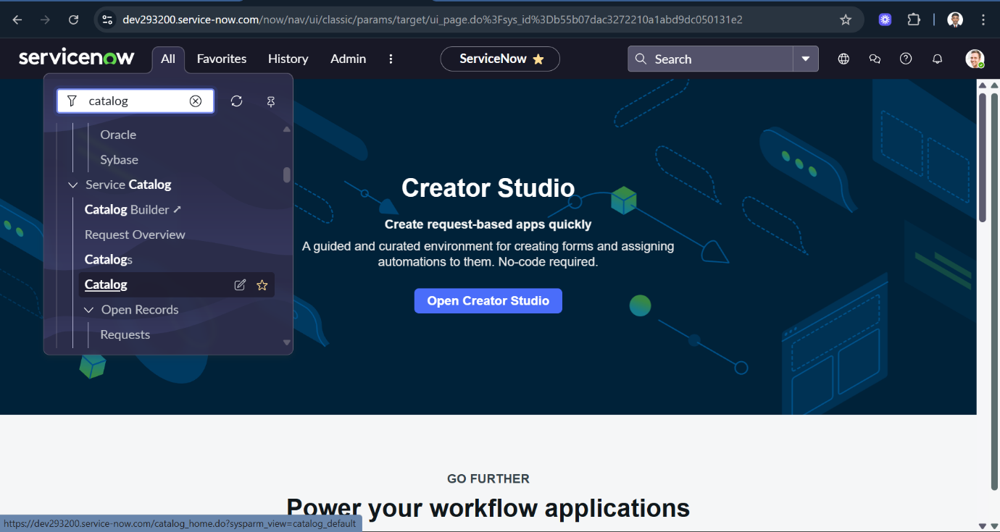 dev293200.service-now.com/now/nav/ui/classic/params/target/ui_page.do%3Fsys_id%3Db55b07dac3272210a1abd9dc050131e2
servicenow All Favorites History Admin ServiceNow Search
catalog
Oracle
Sybase
Service Catalog
Catalog Builder
Request Overview
Catalogs
Catalog
Open Records
Requests
Creator Studio
Create request-based apps quickly
A guided and curated environment for creating forms and assigning
automations to them. No-code required.
Open Creator Studio
GO FURTHER
Power your workflow applications
https://dev293200.service-now.com/catalog_home.do?sysparm_view=catalog_default